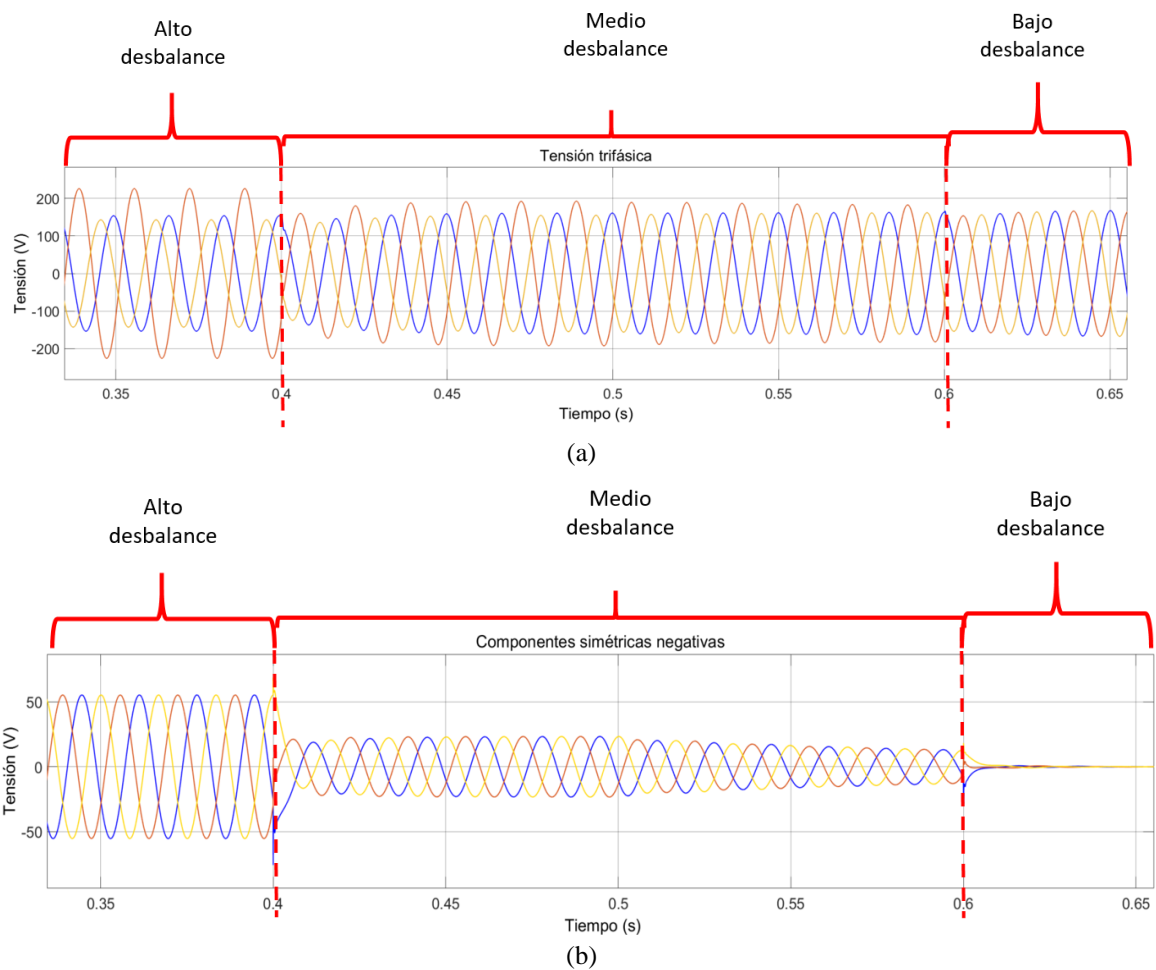 Alto
desbalance
Medio
desbalance
Bajo
desbalance
Tensión trifásica
Tensión (V)
200
100
0
-100
-200
0.35
0.4
0.45
0.5
0.55
0.6
0.65
Tiempo (s)
(a)
Alto
desbalance
Medio
desbalance
Bajo
desbalance
Componentes simétricas negativas
Tensión (V)
50
0
-50
0.35
0.4
0.45
0.5
0.55
0.6
0.65
Tiempo (s)
(b)